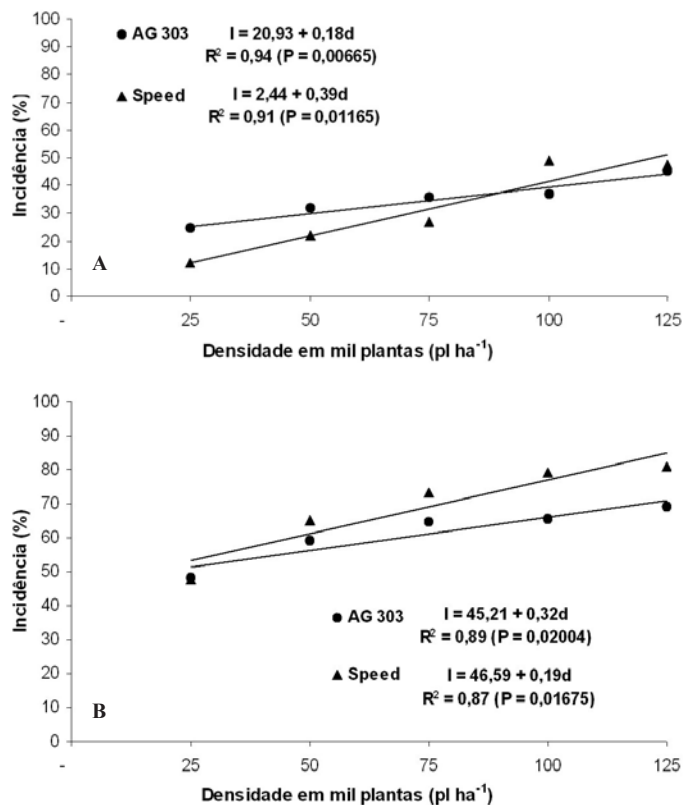 AG 303 I = 20,93 + 0,18d
R² = 0,94 (P = 0,00665)
Speed I = 2,44 + 0,39d
R² = 0,91 (P = 0,01165)
Incidência (%)
100
90
80
70
60
50
40
30
20
10
0
A
- 25 50 75 100 125
Densidade em mil plantas (pl ha⁻¹)
Incidência (%)
100
90
80
70
60
50
40
30
20
10
0
AG 303 I = 45,21 + 0,32d
R² = 0,89 (P = 0,02004)
Speed I = 46,59 + 0,19d
R² = 0,87 (P = 0,01675)
B
- 25 50 75 100 125
Densidade em mil plantas (pl ha⁻¹)